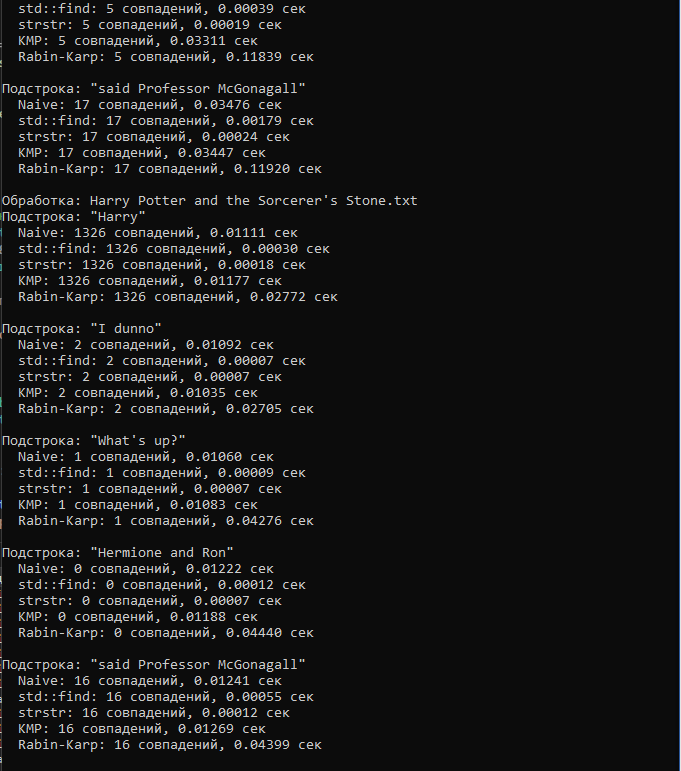 std::find: 5 совпадений, 0.00039 сек
strstr: 5 совпадений, 0.00019 сек
KMP: 5 совпадений, 0.03311 сек
Rabin-Karp: 5 совпадений, 0.11839 сек
Подстрока: "said Professor McGonagall"
Naive: 17 совпадений, 0.03476 сек
std::find: 17 совпадений, 0.00179 сек
strstr: 17 совпадений, 0.00024 сек
KMP: 17 совпадений, 0.03447 сек
Rabin-Karp: 17 совпадений, 0.11920 сек
Обработка: Harry Potter and the Sorcerer's Stone.txt
Подстрока: "Harry"
Naive: 1326 совпадений, 0.01111 сек
std::find: 1326 совпадений, 0.00030 сек
strstr: 1326 совпадений, 0.00018 сек
KMP: 1326 совпадений, 0.01177 сек
Rabin-Karp: 1326 совпадений, 0.02772 сек
Подстрока: "I dunno"
Naive: 2 совпадений, 0.01092 сек
std::find: 2 совпадений, 0.00007 сек
strstr: 2 совпадений, 0.00007 сек
KMP: 2 совпадений, 0.01035 сек
Rabin-Karp: 2 совпадений, 0.02705 сек
Подстрока: "What's up?"
Naive: 1 совпадений, 0.01060 сек
std::find: 1 совпадений, 0.00009 сек
strstr: 1 совпадений, 0.00007 сек
KMP: 1 совпадений, 0.01083 сек
Rabin-Karp: 1 совпадений, 0.04276 сек
Подстрока: "Hermione and Ron"
Naive: 0 совпадений, 0.01222 сек
std::find: 0 совпадений, 0.00012 сек
strstr: 0 совпадений, 0.00007 сек
KMP: 0 совпадений, 0.01188 сек
Rabin-Karp: 0 совпадений, 0.04440 сек
Подстрока: "said Professor McGonagall"
Naive: 16 совпадений, 0.01241 сек
std::find: 16 совпадений, 0.00055 сек
strstr: 16 совпадений, 0.00012 сек
KMP: 16 совпадений, 0.01269 сек
Rabin-Karp: 16 совпадений, 0.04399 сек